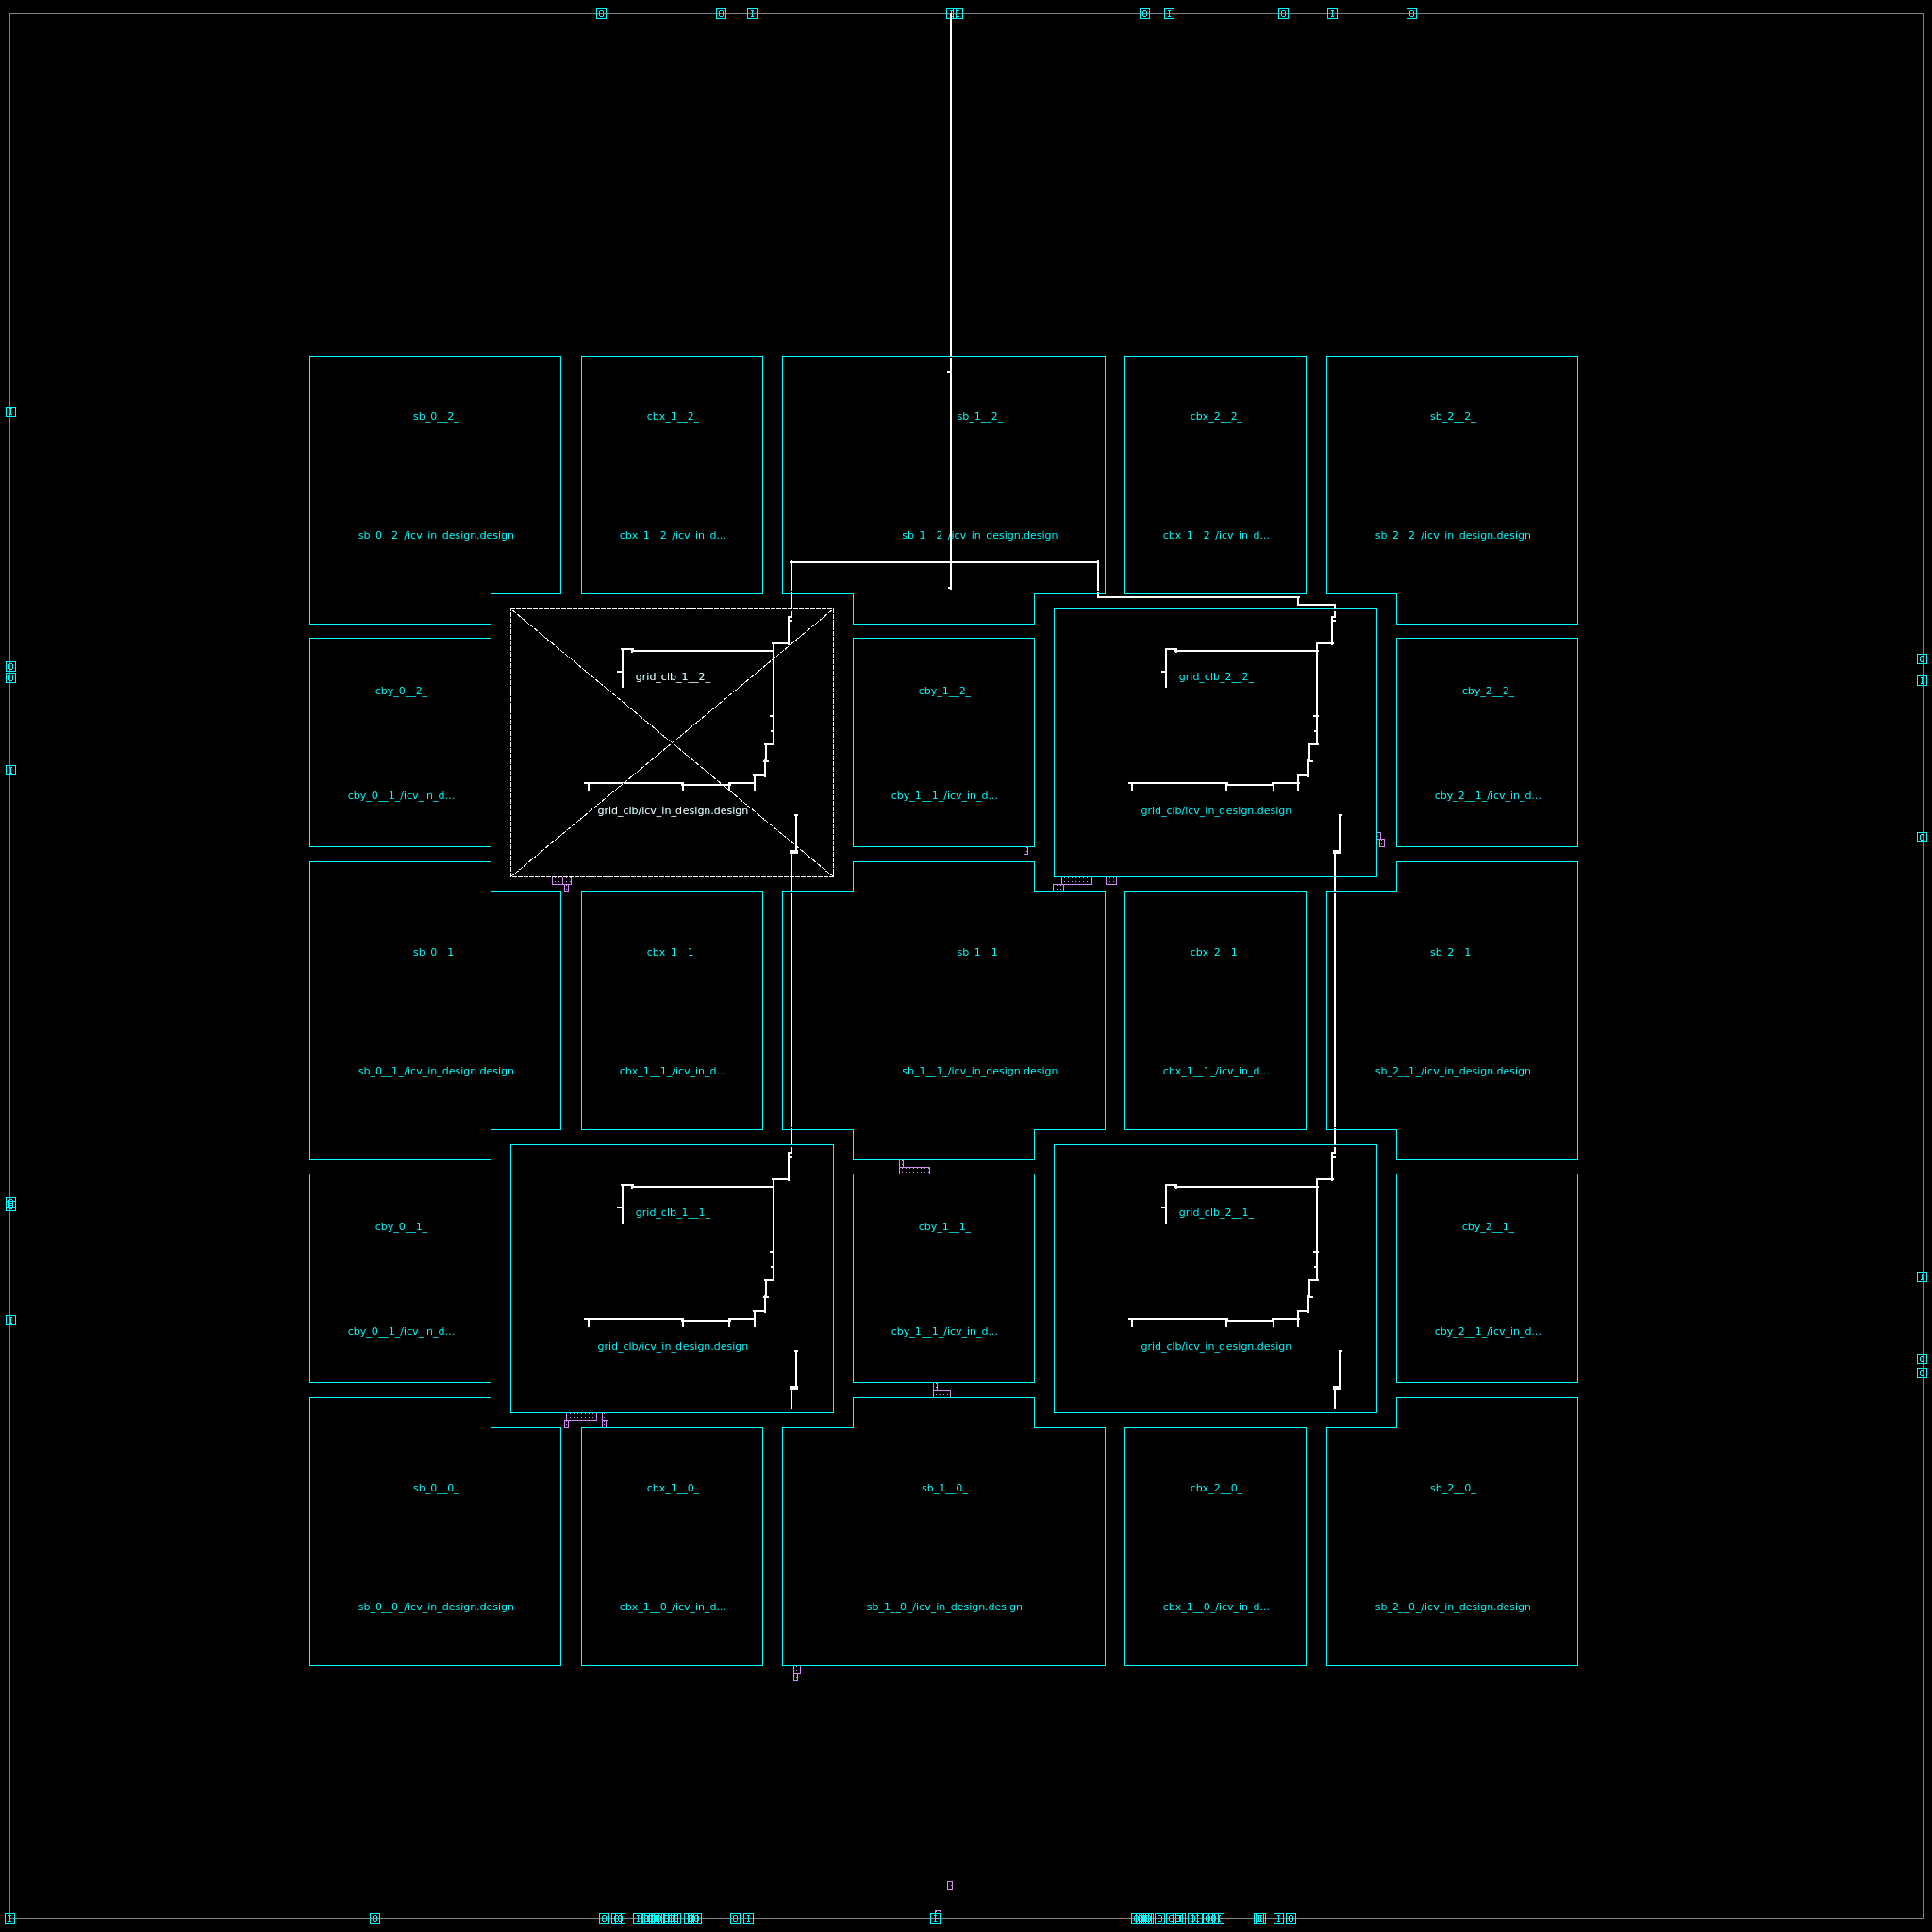 O O I I O I O I O
sb_0__2_ cbx_1__2_ sb_1__2_ cbx_2__2_ sb_2__2_
sb_0__2_/icv_in_design.design cbx_1__2_/icv_in_d... sb_1__2_/icv_in_design.design cbx_1__2_/icv_in_d... sb_2__2_/icv_in_design.design
grid_clb_1__2_ grid_clb_2__2_
cby_0__2_ cby_1__2_ cby_2__2_
cby_0__1_/icv_in_d... cby_1__1_/icv_in_d... cby_2__1_/icv_in_d...
grid_clb/icv_in_design.design grid_clb/icv_in_design.design
sb_0__1_ cbx_1__1_ sb_1__1_ cbx_2__1_ sb_2__1_
sb_0__1_/icv_in_design.design cbx_1__1_/icv_in_d... sb_1__1_/icv_in_design.design cbx_1__1_/icv_in_d... sb_2__1_/icv_in_design.design
grid_clb_1__1_ grid_clb_2__1_
cby_0__1_ cby_1__1_ cby_2__1_
cby_0__1_/icv_in_d... cby_1__1_/icv_in_d... cby_2__1_/icv_in_d...
grid_clb/icv_in_design.design grid_clb/icv_in_design.design
sb_0__0_ cbx_1__0_ sb_1__0_ cbx_2__0_ sb_2__0_
sb_0__0_/icv_in_design.design cbx_1__0_/icv_in_d... sb_1__0_/icv_in_design.design cbx_1__0_/icv_in_d... sb_2__0_/icv_in_design.design